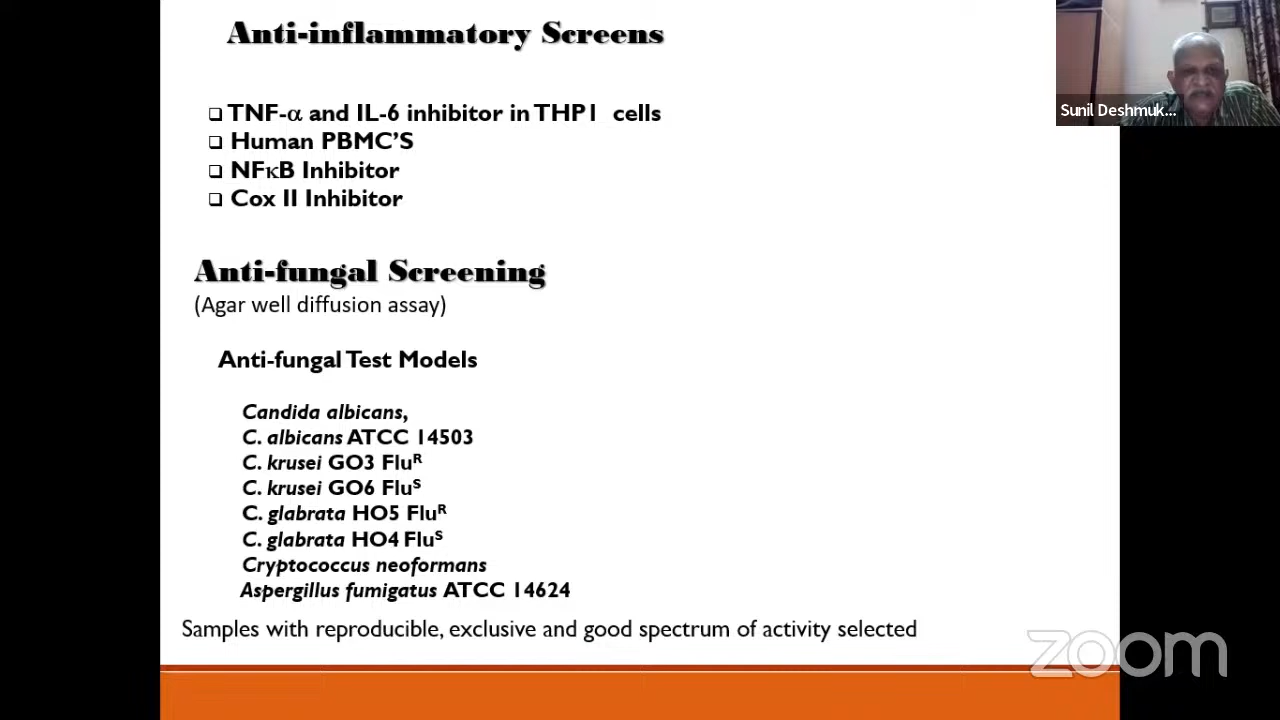 Anti-inflammatory Screens
Sunil Deshmuk...
❑ TNF-α and IL-6 inhibitor in THP1 cells
❑ Human PBMC’S
❑ NFκB Inhibitor
❑ Cox II Inhibitor
Anti-fungal Screening
(Agar well diffusion assay)
Anti-fungal Test Models
Candida albicans,
C. albicans ATCC 14503
C. krusei GO3 Fluᴿ
C. krusei GO6 Fluˢ
C. glabrata HO5 Fluᴿ
C. glabrata HO4 Fluˢ
Cryptococcus neoformans
Aspergillus fumigatus ATCC 14624
Samples with reproducible, exclusive and good spectrum of activity selected
zoom